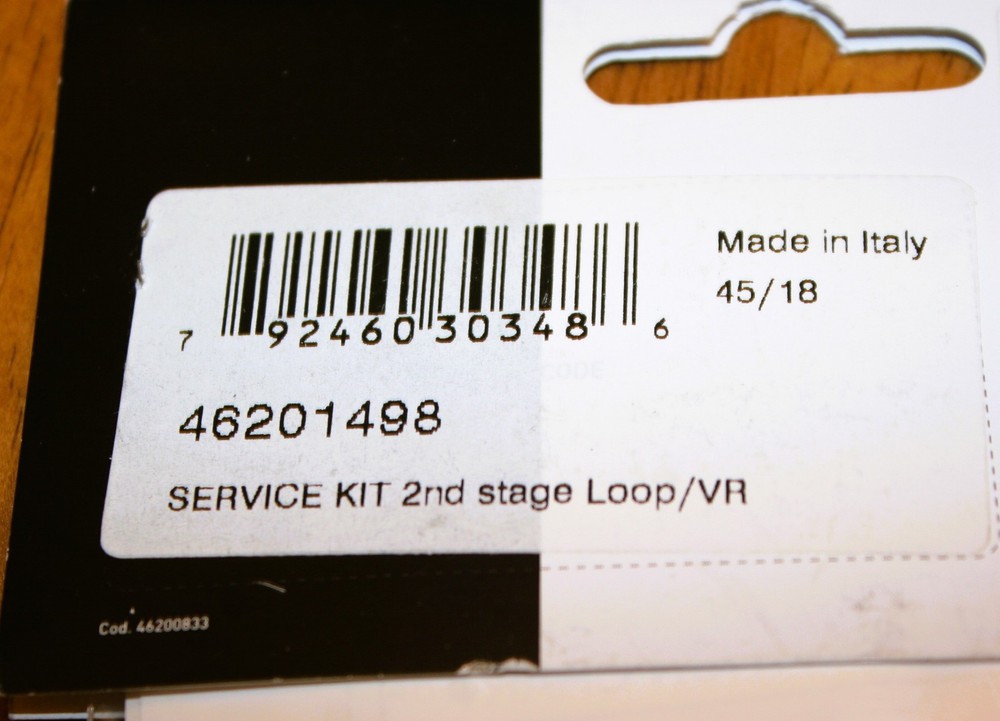 Made in Italy
45/18
7 92460 30348 6
46201498
SERVICE KIT 2nd stage Loop/VR
Cod. 46200833